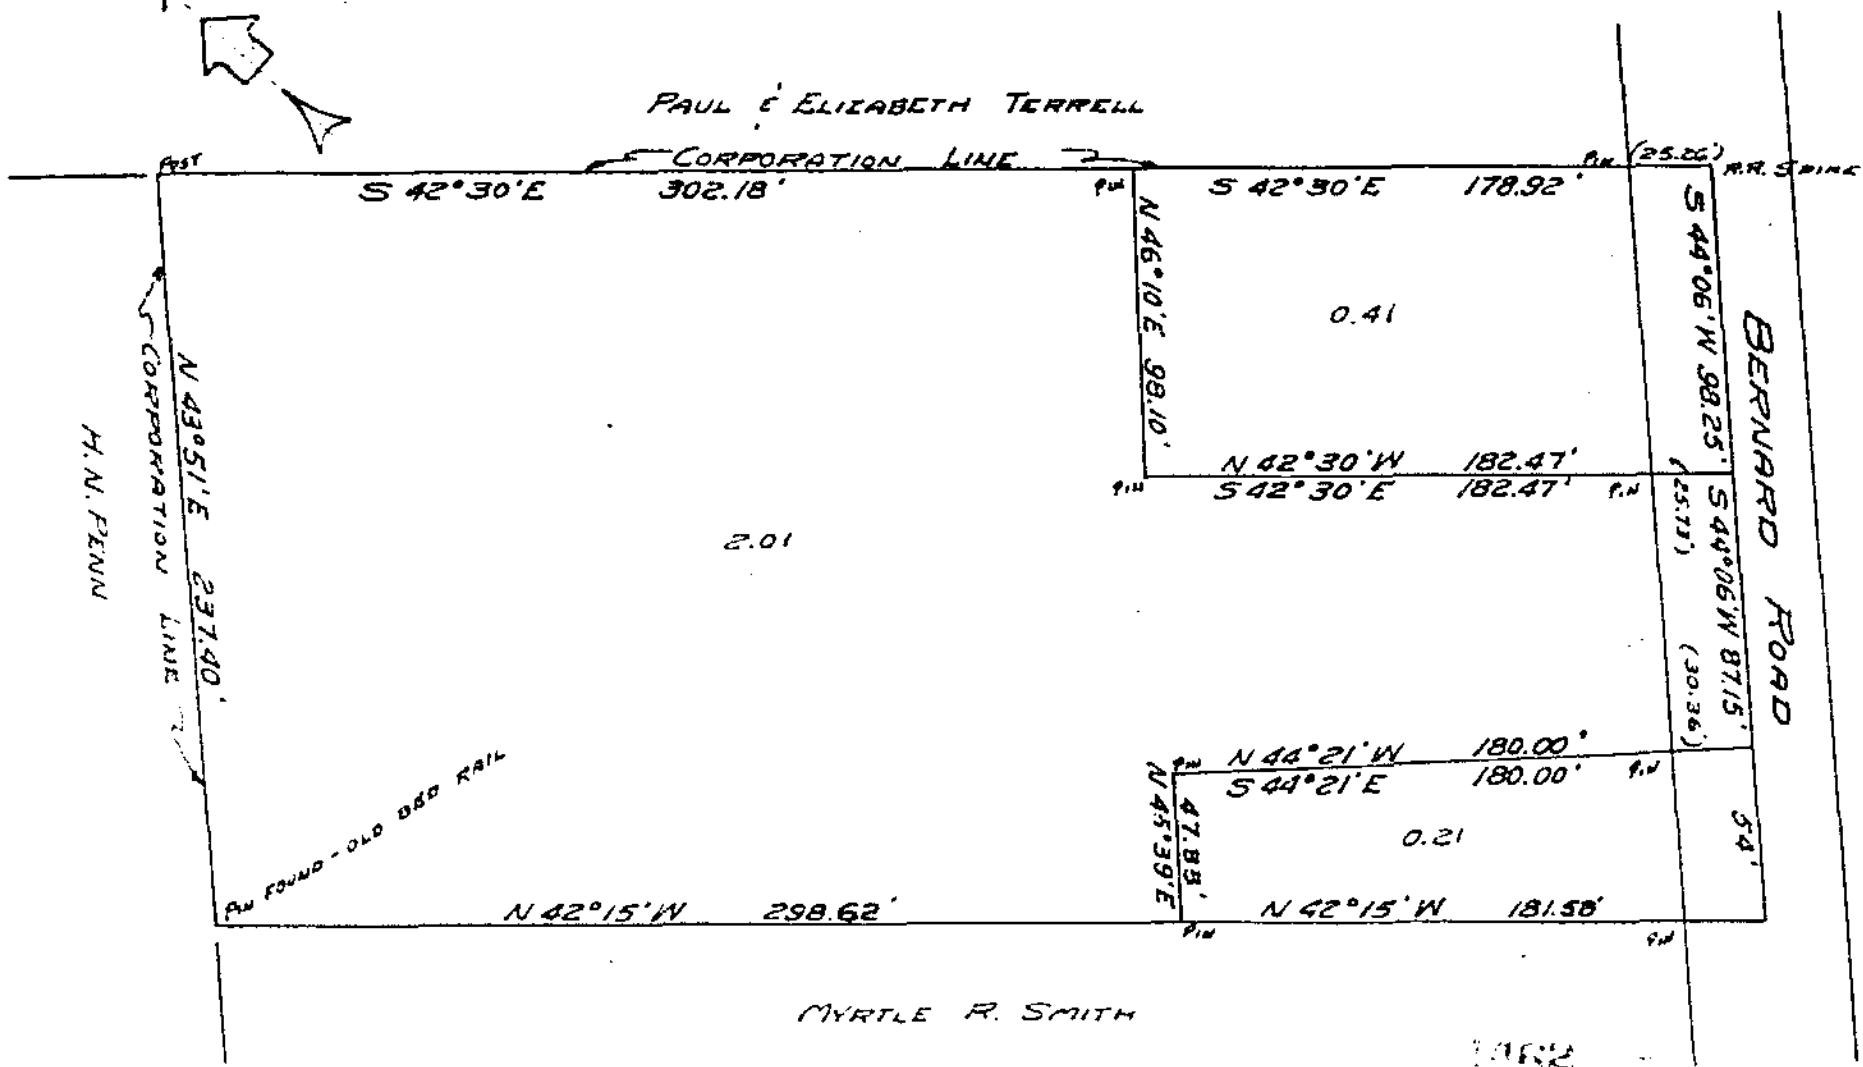 PAUL & ELIZABETH TERRELL
POST
CORPORATION LINE
PIN
(25.26')
R.R. SPIKE
S 42°30'E 302.18'
PIN
S 42°30'E 178.92'
N 46°10'E 98.10'
0.41
S 44°06'W 98.25'
BERNARD ROAD
N 43°51'E 237.40'
CORPORATION LINE
H.N. PENN
N 42°30'W 182.47'
S 42°30'E 182.47'
PIN
PIN
(25.73')
S 44°06'W 87.15'
(30.36')
2.01
N 44°21'W 180.00'
S 44°21'E 180.00'
PIN
PIN
N 45°39'E 47.88'
0.21
54'
PIN FOUND - OLD BED RAIL
N 42°15'W 298.62'
N 42°15'W 181.58'
PIN
PIN
MYRTLE R. SMITH